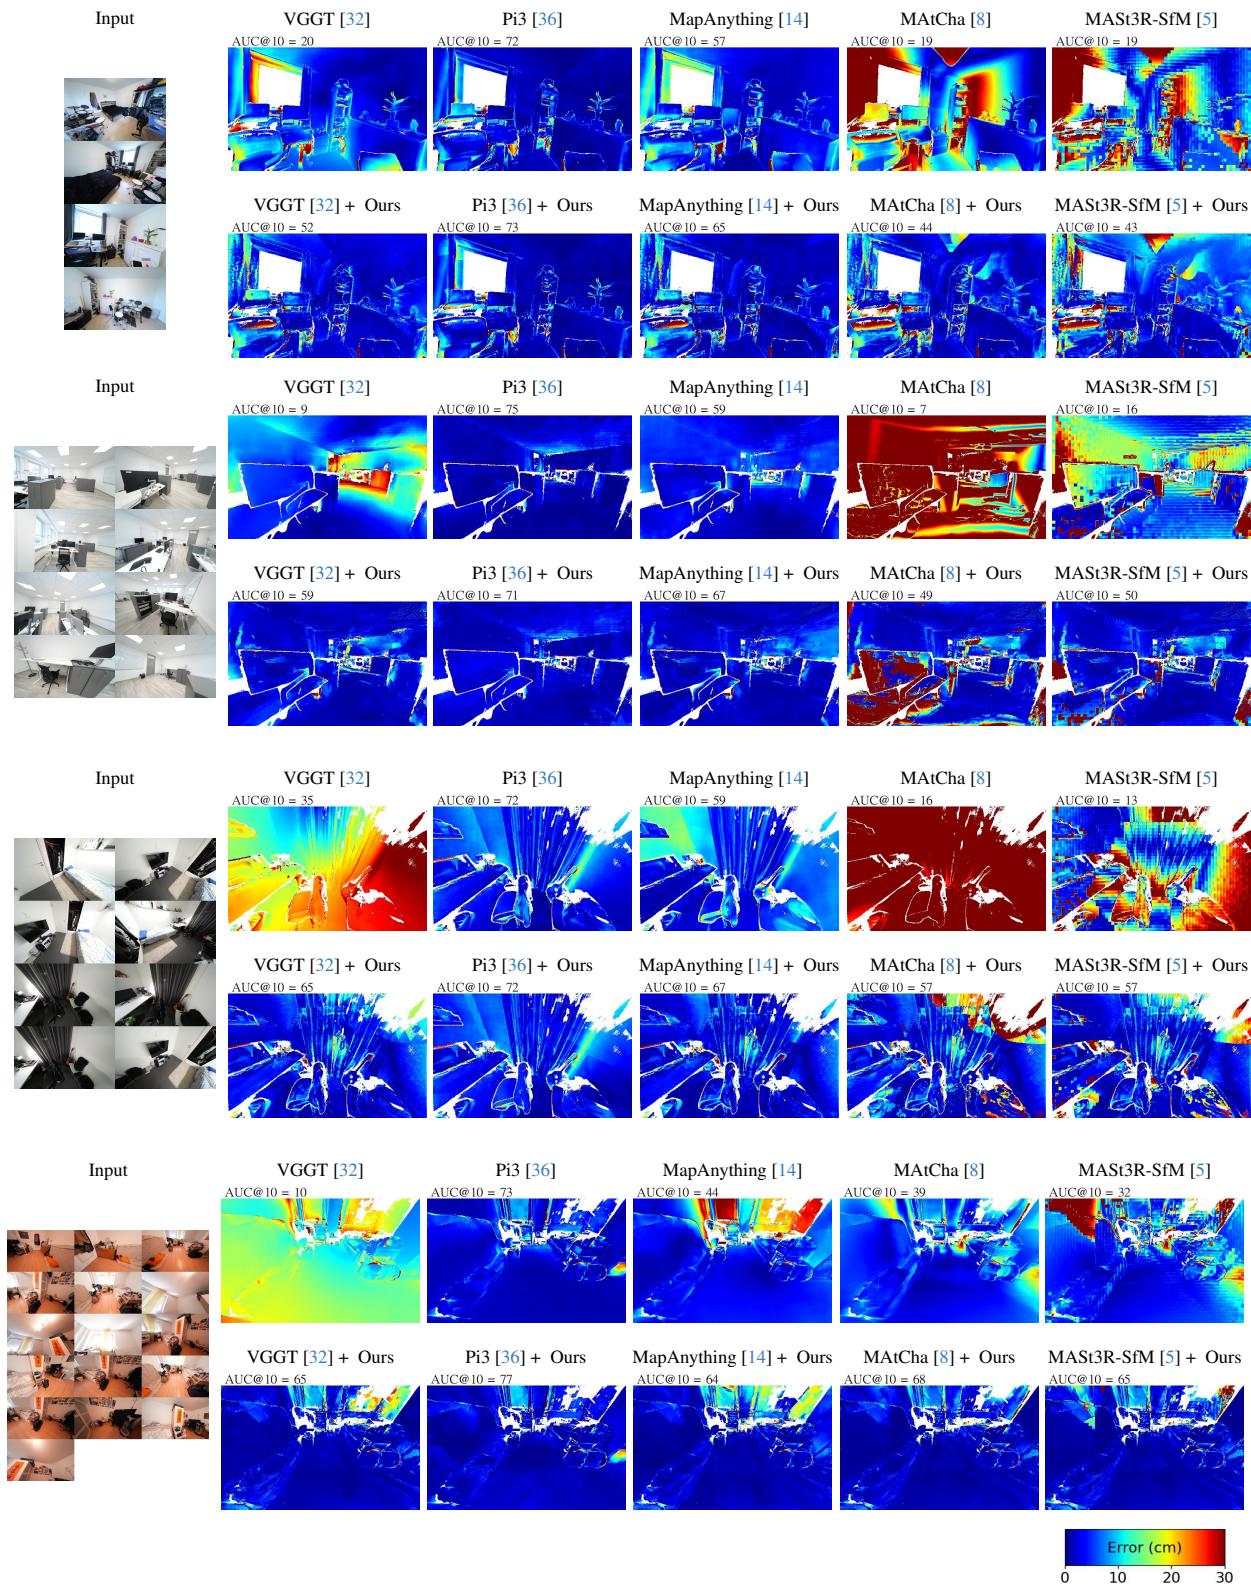 Input VGGT [32] Pi3 [36] MapAnything [14] MAtCha [8] MASt3R-SfM [5]
AUC@10 = 20 AUC@10 = 72 AUC@10 = 57 AUC@10 = 19 AUC@10 = 19
VGGT [32] + Ours Pi3 [36] + Ours MapAnything [14] + Ours MAtCha [8] + Ours MASt3R-SfM [5] + Ours
AUC@10 = 52 AUC@10 = 73 AUC@10 = 65 AUC@10 = 44 AUC@10 = 43
Input VGGT [32] Pi3 [36] MapAnything [14] MAtCha [8] MASt3R-SfM [5]
AUC@10 = 9 AUC@10 = 75 AUC@10 = 59 AUC@10 = 7 AUC@10 = 16
VGGT [32] + Ours Pi3 [36] + Ours MapAnything [14] + Ours MAtCha [8] + Ours MASt3R-SfM [5] + Ours
AUC@10 = 59 AUC@10 = 71 AUC@10 = 67 AUC@10 = 49 AUC@10 = 50
Input VGGT [32] Pi3 [36] MapAnything [14] MAtCha [8] MASt3R-SfM [5]
AUC@10 = 35 AUC@10 = 72 AUC@10 = 59 AUC@10 = 16 AUC@10 = 13
VGGT [32] + Ours Pi3 [36] + Ours MapAnything [14] + Ours MAtCha [8] + Ours MASt3R-SfM [5] + Ours
AUC@10 = 65 AUC@10 = 72 AUC@10 = 67 AUC@10 = 57 AUC@10 = 57
Input VGGT [32] Pi3 [36] MapAnything [14] MAtCha [8] MASt3R-SfM [5]
AUC@10 = 10 AUC@10 = 73 AUC@10 = 44 AUC@10 = 39 AUC@10 = 32
VGGT [32] + Ours Pi3 [36] + Ours MapAnything [14] + Ours MAtCha [8] + Ours MASt3R-SfM [5] + Ours
AUC@10 = 65 AUC@10 = 77 AUC@10 = 64 AUC@10 = 68 AUC@10 = 65
Error (cm)
0 10 20 30